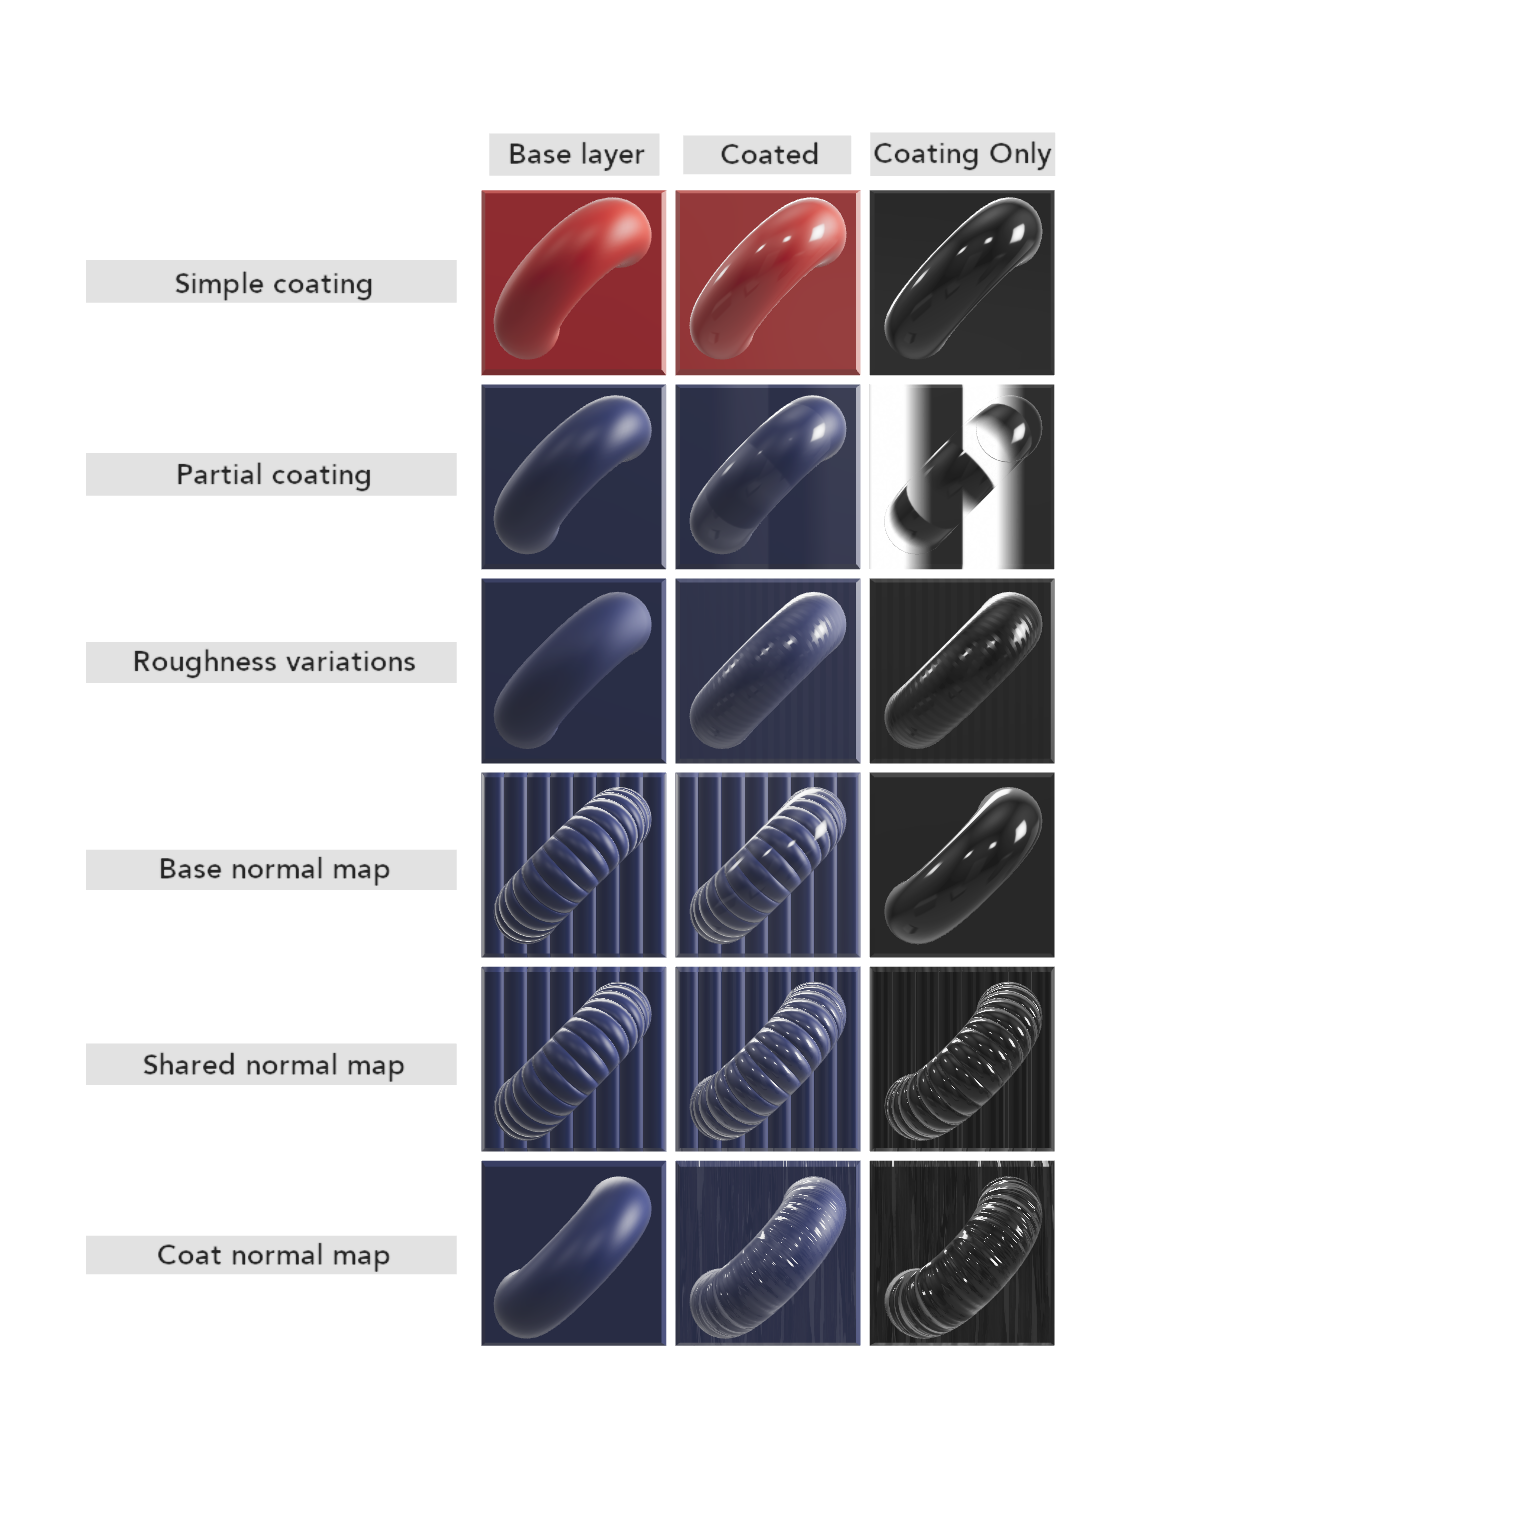 Base layer
Coated
Coating Only
Simple coating
Partial coating
Roughness variations
Base normal map
Shared normal map
Coat normal map